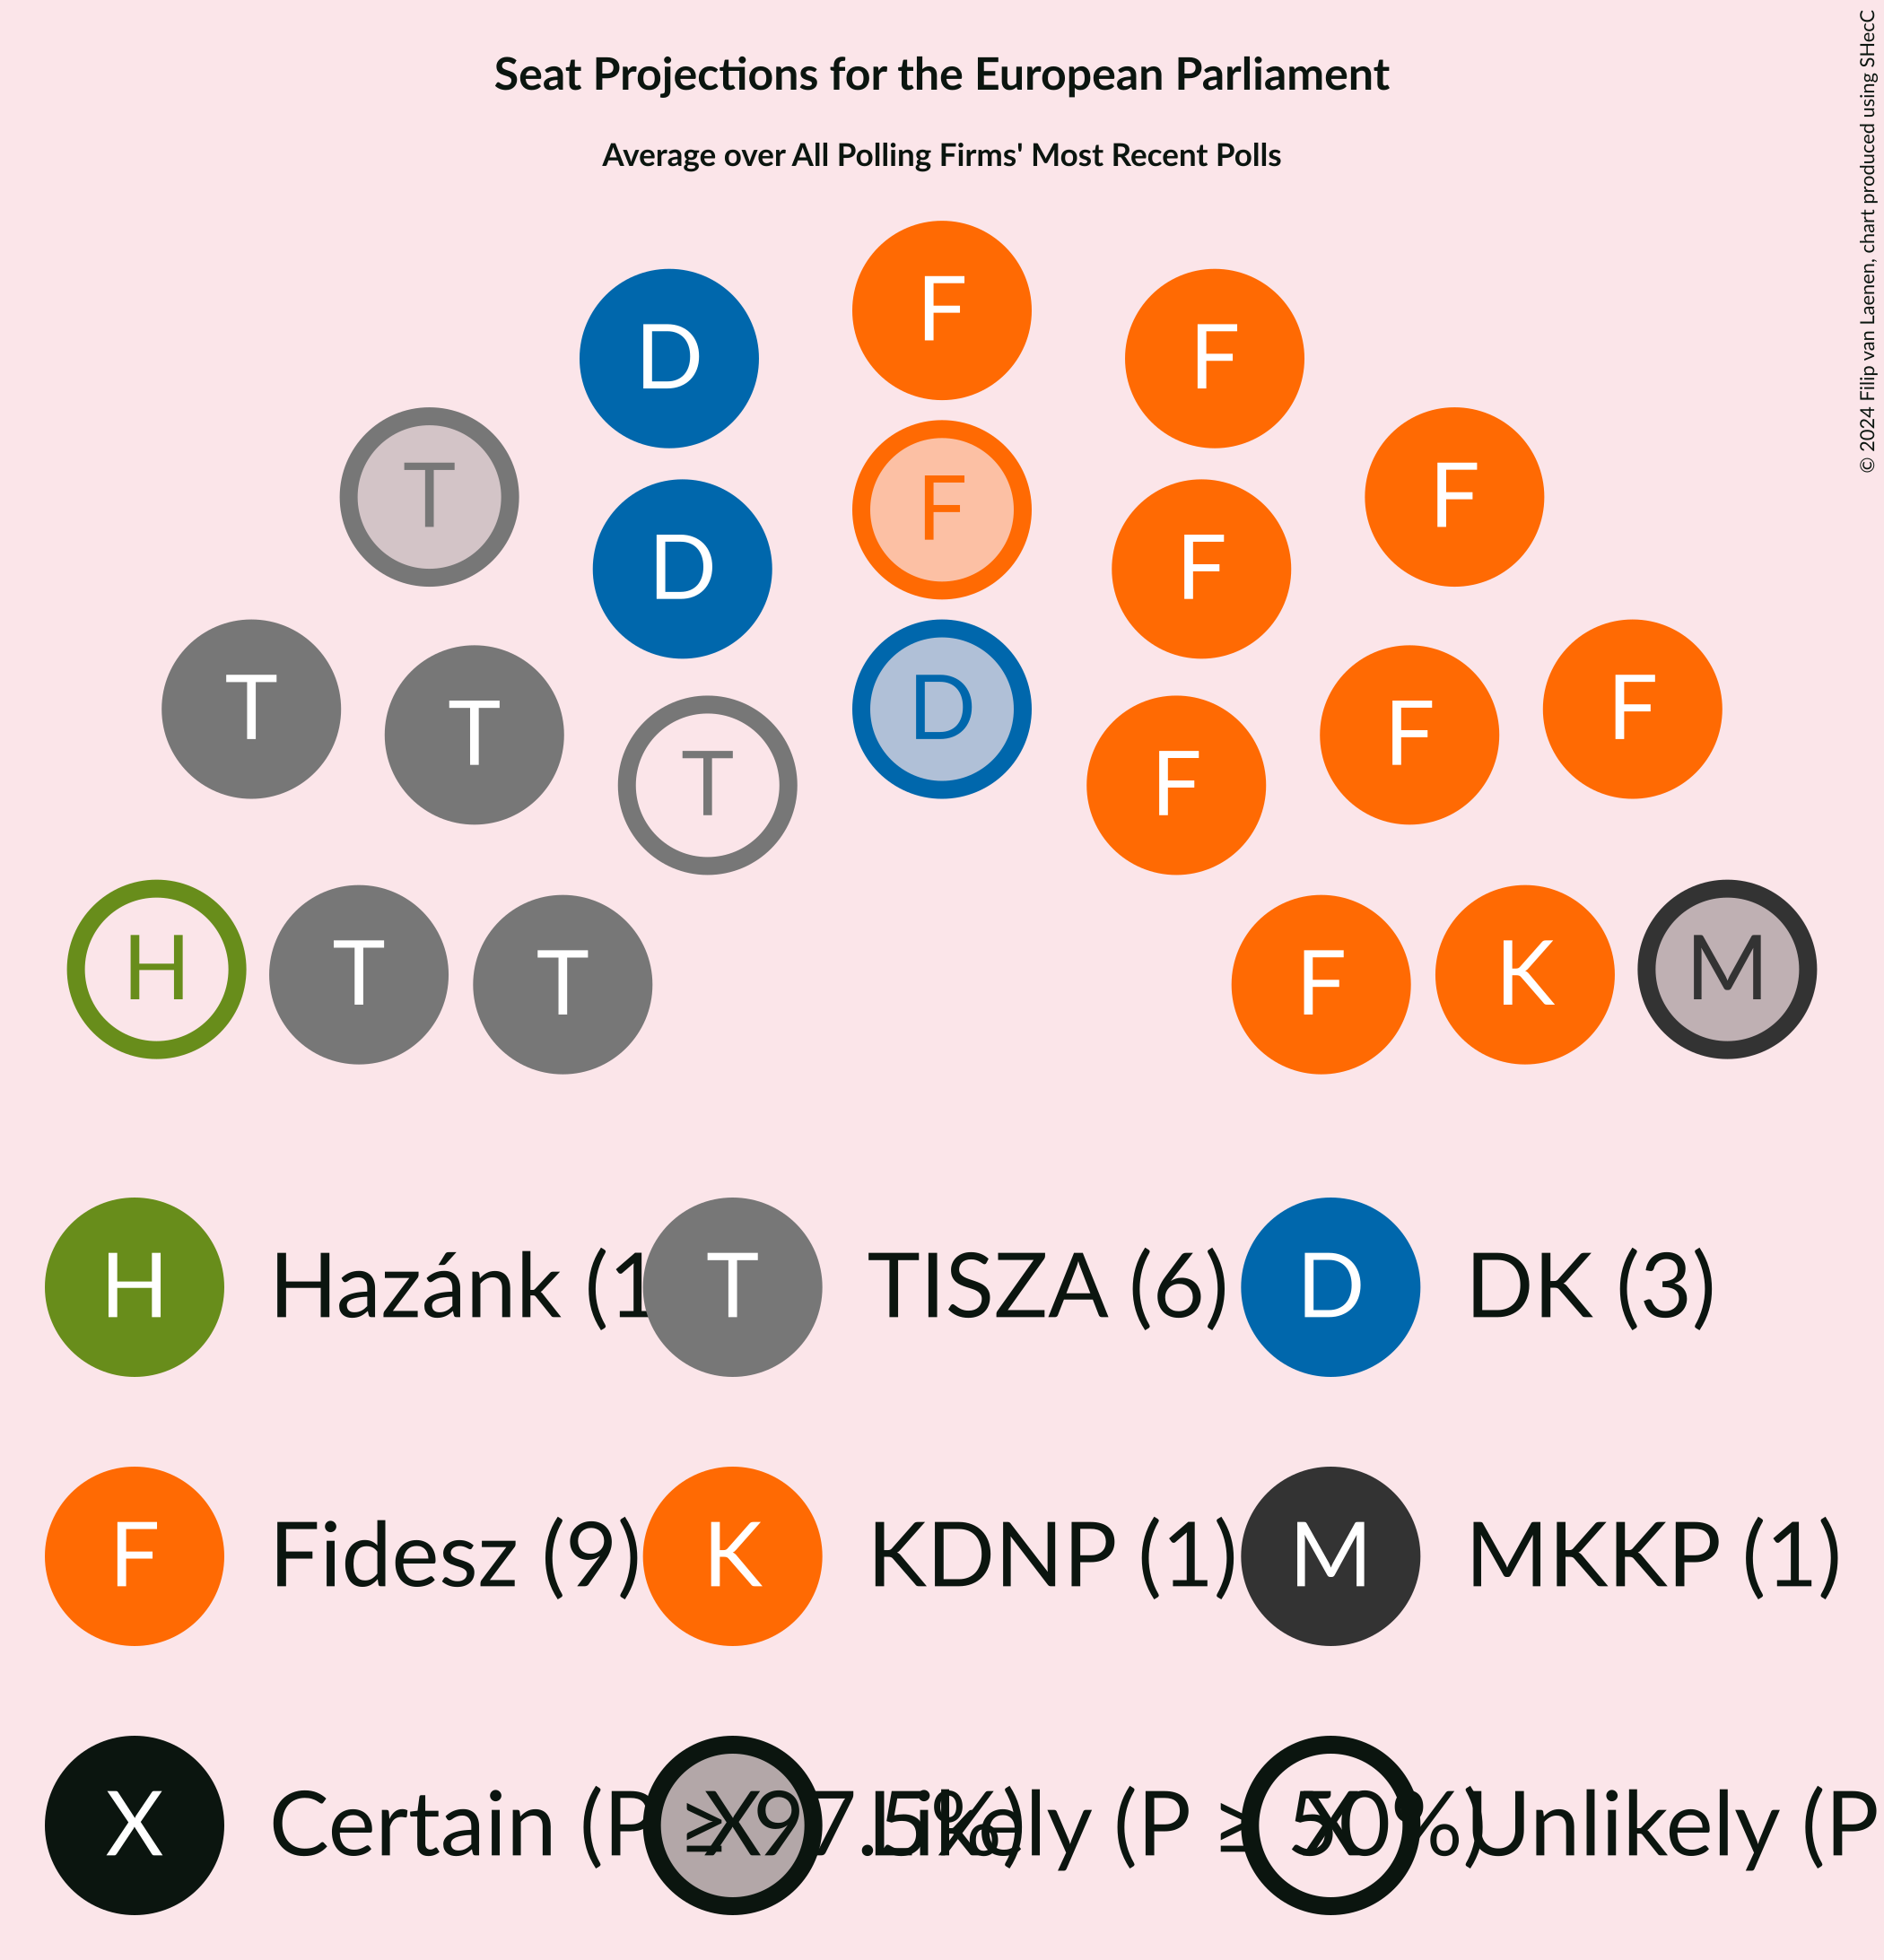 Seat Projections for the European Parliament
Average over All Polling Firms' Most Recent Polls
© 2024 Filip van Laenen, chart produced using SHecC
F
D F
T F
F
D F
T F
D
T F
T F
H M
T K
T F
H Hazánk (1 T TISZA (6) D DK (3)
F Fidesz (9) K KDNP (1) M MKKP (1)
X Certain (P ≥ 97.5%) X Likely (P ≥ 50%) X Unlikely (P